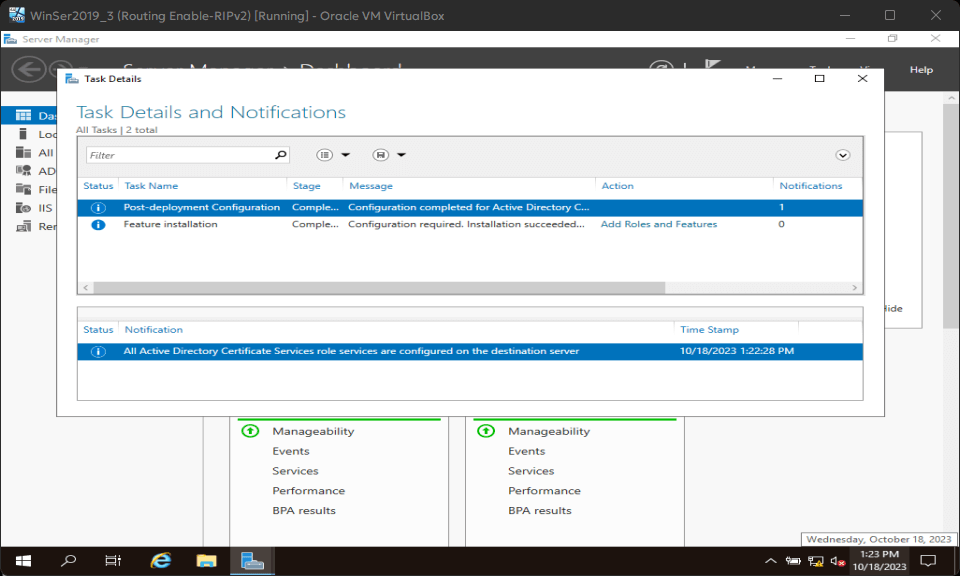 WinSer2019_3 (Routing Enable-RIPv2) [Running] - Oracle VM VirtualBox
Server Manager
Help
Task Details
Task Details and Notifications
All Tasks | 2 total
Filter
Status Task Name Stage Message Action Notifications
Post-deployment Configuration Comple... Configuration completed for Active Directory C... 1
Feature installation Comple... Configuration required. Installation succeeded... Add Roles and Features 0
Status Notification Time Stamp
All Active Directory Certificate Services role services are configured on the destination server 10/18/2023 1:22:28 PM
Das
Loc
All
AD
File
IIS
Rer
Hide
Manageability
Events
Services
Performance
BPA results
Manageability
Events
Services
Performance
BPA results
Wednesday, October 18, 2023
1:23 PM
10/18/2023